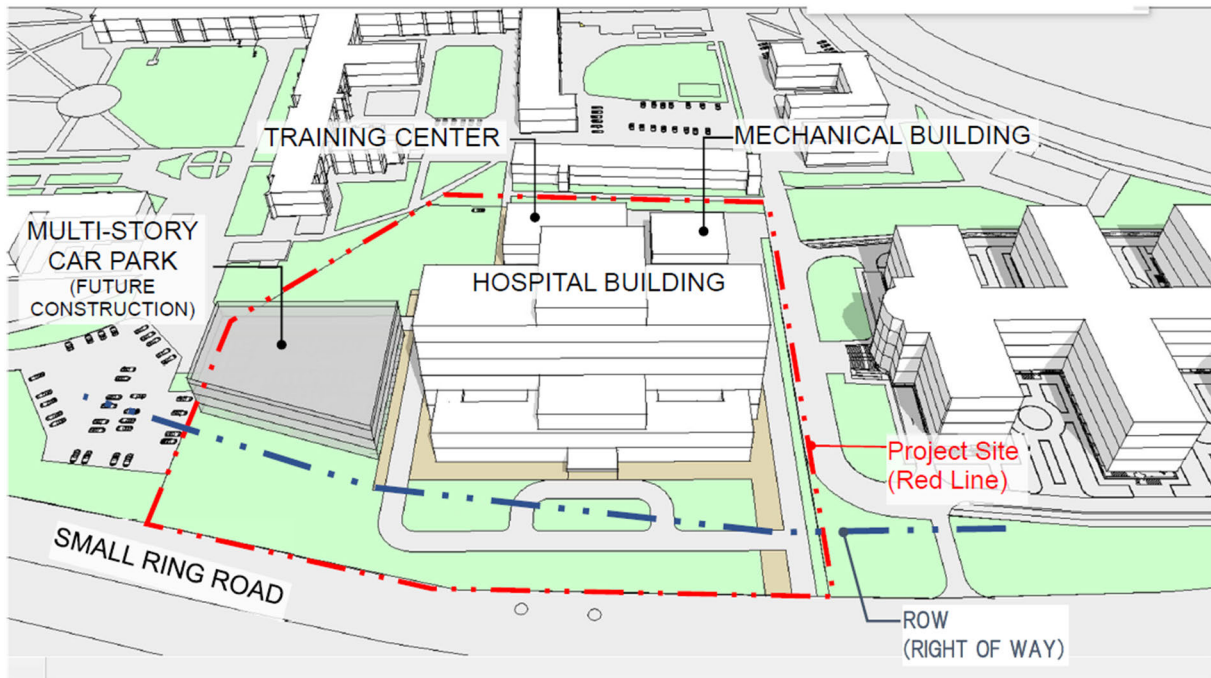 TRAINING CENTER
MECHANICAL BUILDING
MULTI-STORY
CAR PARK
(FUTURE
CONSTRUCTION)
HOSPITAL BUILDING
Project Site
(Red Line)
SMALL RING ROAD
ROW
(RIGHT OF WAY)